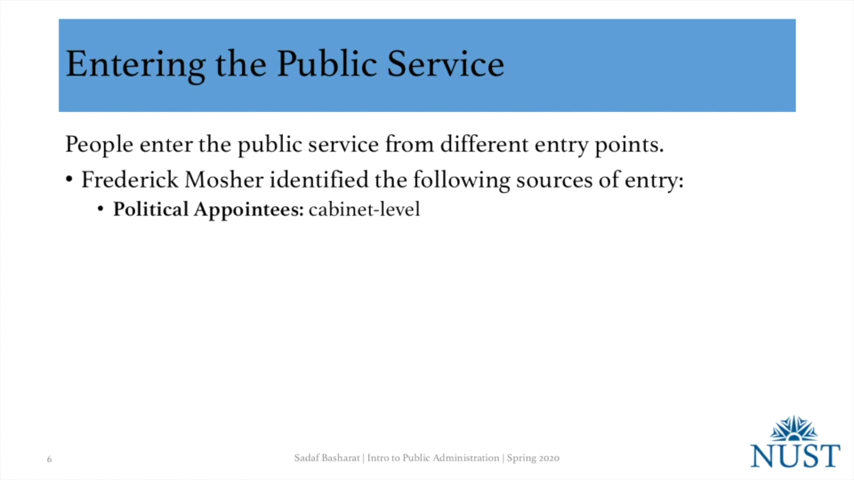 Entering the Public Service
People enter the public service from different entry points.
• Frederick Mosher identified the following sources of entry:
• Political Appointees: cabinet-level
6
Sadaf Basharat | Intro to Public Administration | Spring 2020
NUST